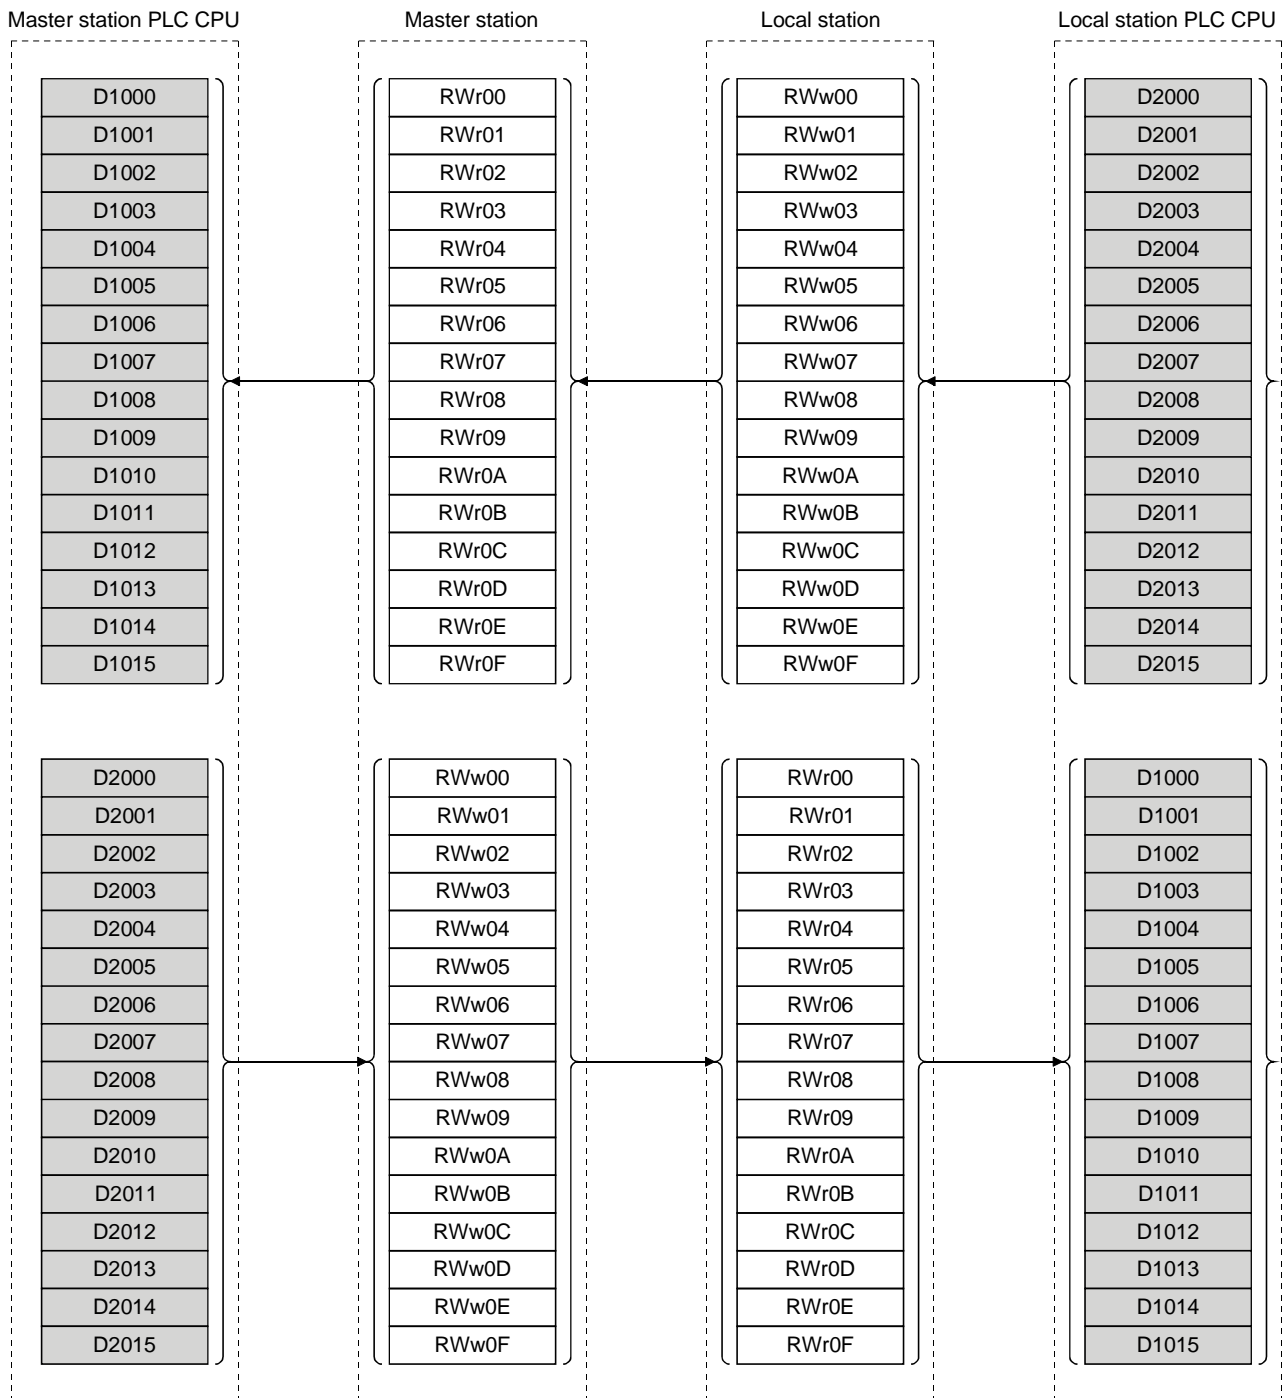 Master station PLC CPU Master station Local station Local station PLC CPU
D1000 RWr00 RWw00 D2000
D1001 RWr01 RWw01 D2001
D1002 RWr02 RWw02 D2002
D1003 RWr03 RWw03 D2003
D1004 RWr04 RWw04 D2004
D1005 RWr05 RWw05 D2005
D1006 RWr06 RWw06 D2006
D1007 RWr07 RWw07 D2007
D1008 RWr08 RWw08 D2008
D1009 RWr09 RWw09 D2009
D1010 RWr0A RWw0A D2010
D1011 RWr0B RWw0B D2011
D1012 RWr0C RWw0C D2012
D1013 RWr0D RWw0D D2013
D1014 RWr0E RWw0E D2014
D1015 RWr0F RWw0F D2015
D2000 RWw00 RWr00 D1000
D2001 RWw01 RWr01 D1001
D2002 RWw02 RWr02 D1002
D2003 RWw03 RWr03 D1003
D2004 RWw04 RWr04 D1004
D2005 RWw05 RWr05 D1005
D2006 RWw06 RWr06 D1006
D2007 RWw07 RWr07 D1007
D2008 RWw08 RWr08 D1008
D2009 RWw09 RWr09 D1009
D2010 RWw0A RWr0A D1010
D2011 RWw0B RWr0B D1011
D2012 RWw0C RWr0C D1012
D2013 RWw0D RWr0D D1013
D2014 RWw0E RWr0E D1014
D2015 RWw0F RWr0F D1015